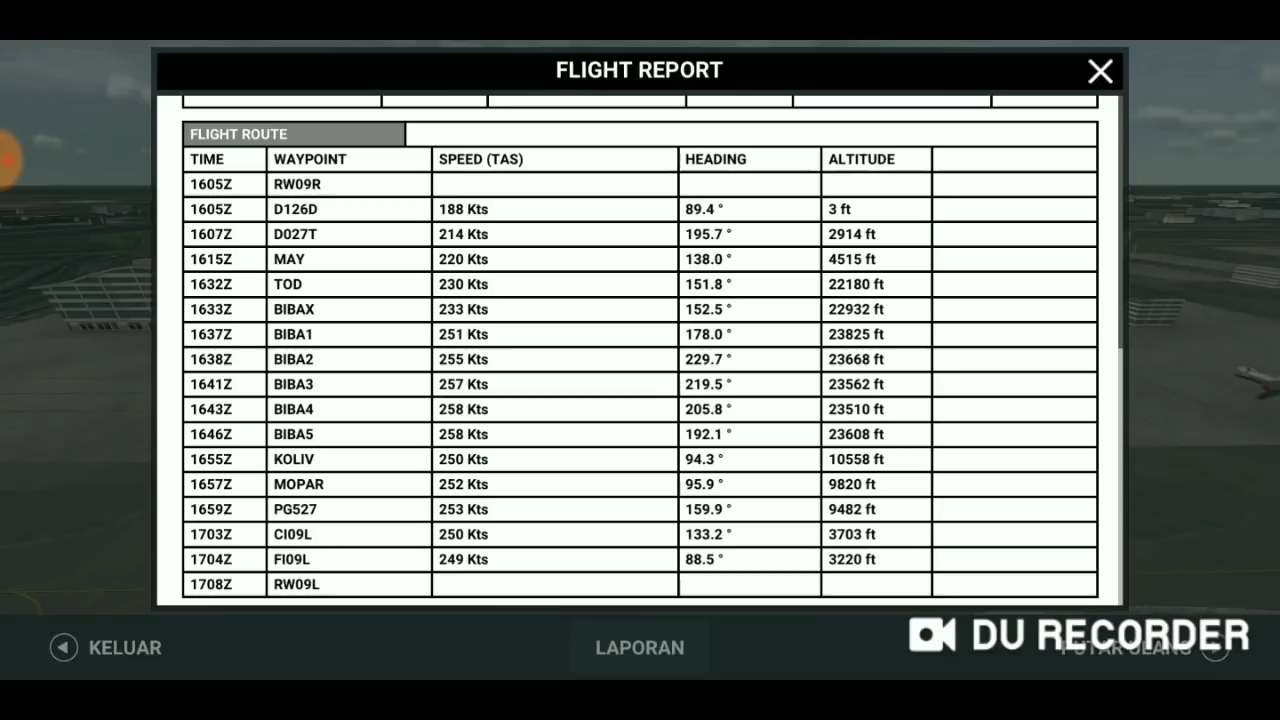 FLIGHT REPORT
FLIGHT ROUTE
TIME WAYPOINT SPEED (TAS) HEADING ALTITUDE
1605Z RW09R
1605Z D126D 188 Kts 89.4 ° 3 ft
1607Z D027T 214 Kts 195.7 ° 2914 ft
1615Z MAY 220 Kts 138.0 ° 4515 ft
1632Z TOD 230 Kts 151.8 ° 22180 ft
1633Z BIBAX 233 Kts 152.5 ° 22932 ft
1637Z BIBA1 251 Kts 178.0 ° 23825 ft
1638Z BIBA2 255 Kts 229.7 ° 23668 ft
1641Z BIBA3 257 Kts 219.5 ° 23562 ft
1643Z BIBA4 258 Kts 205.8 ° 23510 ft
1646Z BIBA5 258 Kts 192.1 ° 23608 ft
1655Z KOLIV 250 Kts 94.3 ° 10558 ft
1657Z MOPAR 252 Kts 95.9 ° 9820 ft
1659Z PG527 253 Kts 159.9 ° 9482 ft
1703Z CI09L 250 Kts 133.2 ° 3703 ft
1704Z FI09L 249 Kts 88.5 ° 3220 ft
1708Z RW09L
DU RECORDER
KELUAR LAPORAN PUTAR ULANG